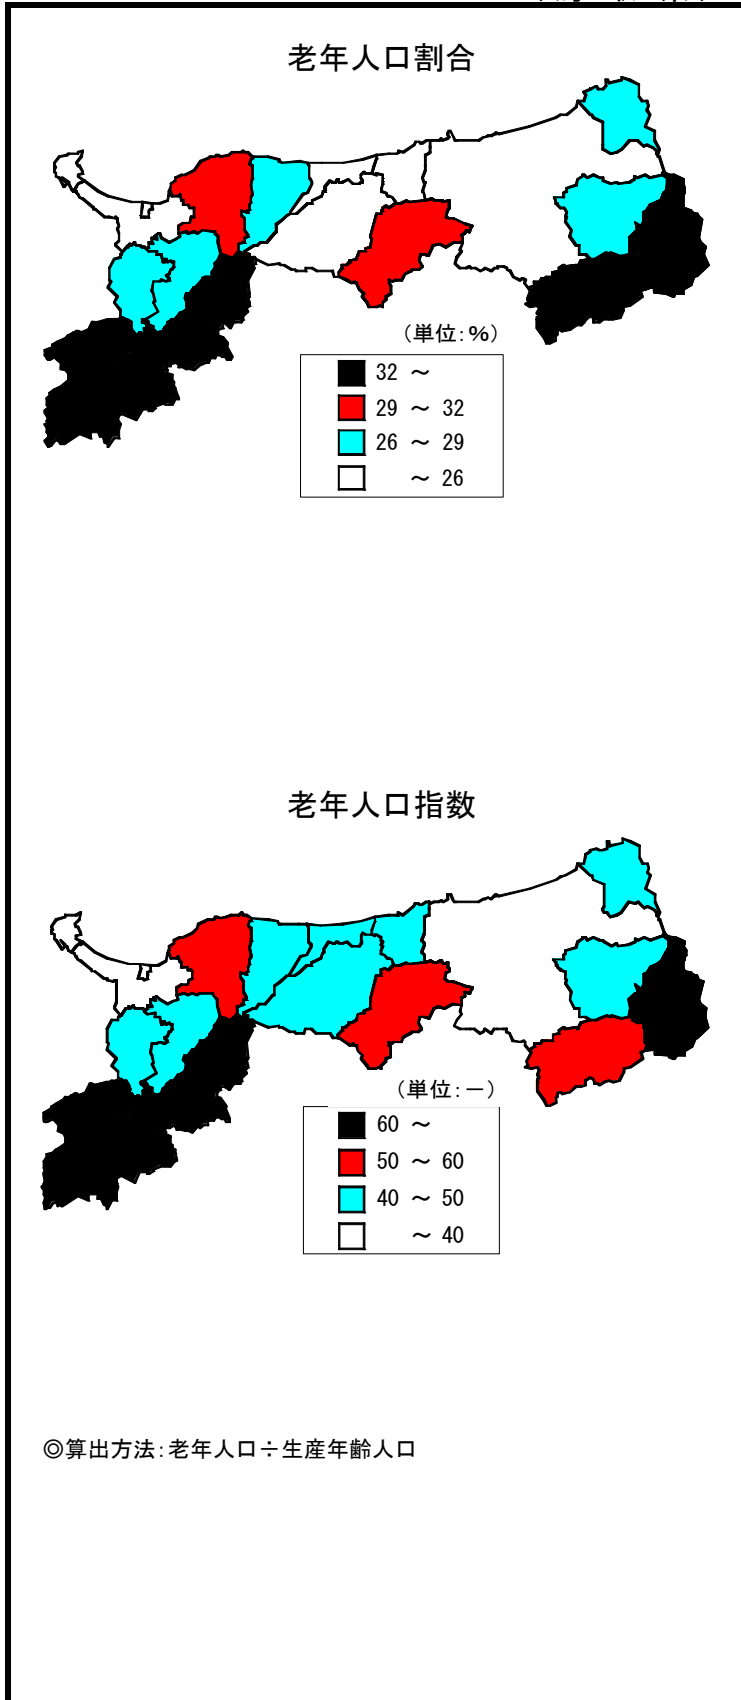 老年人口割合
（単位：％）
32 ～
29 ～ 32
26 ～ 29
～ 26
老年人口指数
（単位：－）
60 ～
50 ～ 60
40 ～ 50
～ 40
◎算出方法：老年人口÷生産年齢人口